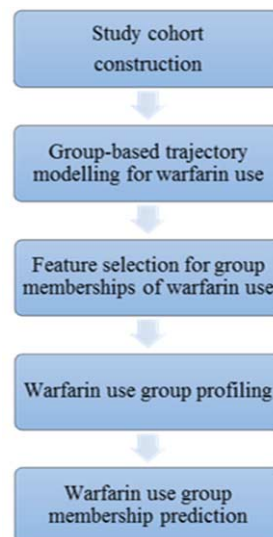 Study cohort
construction
Group-based trajectory
modelling for warfarin use
Feature selection for group
memberships of warfarin use
Warfarin use group profiling
Warfarin use group
membership prediction